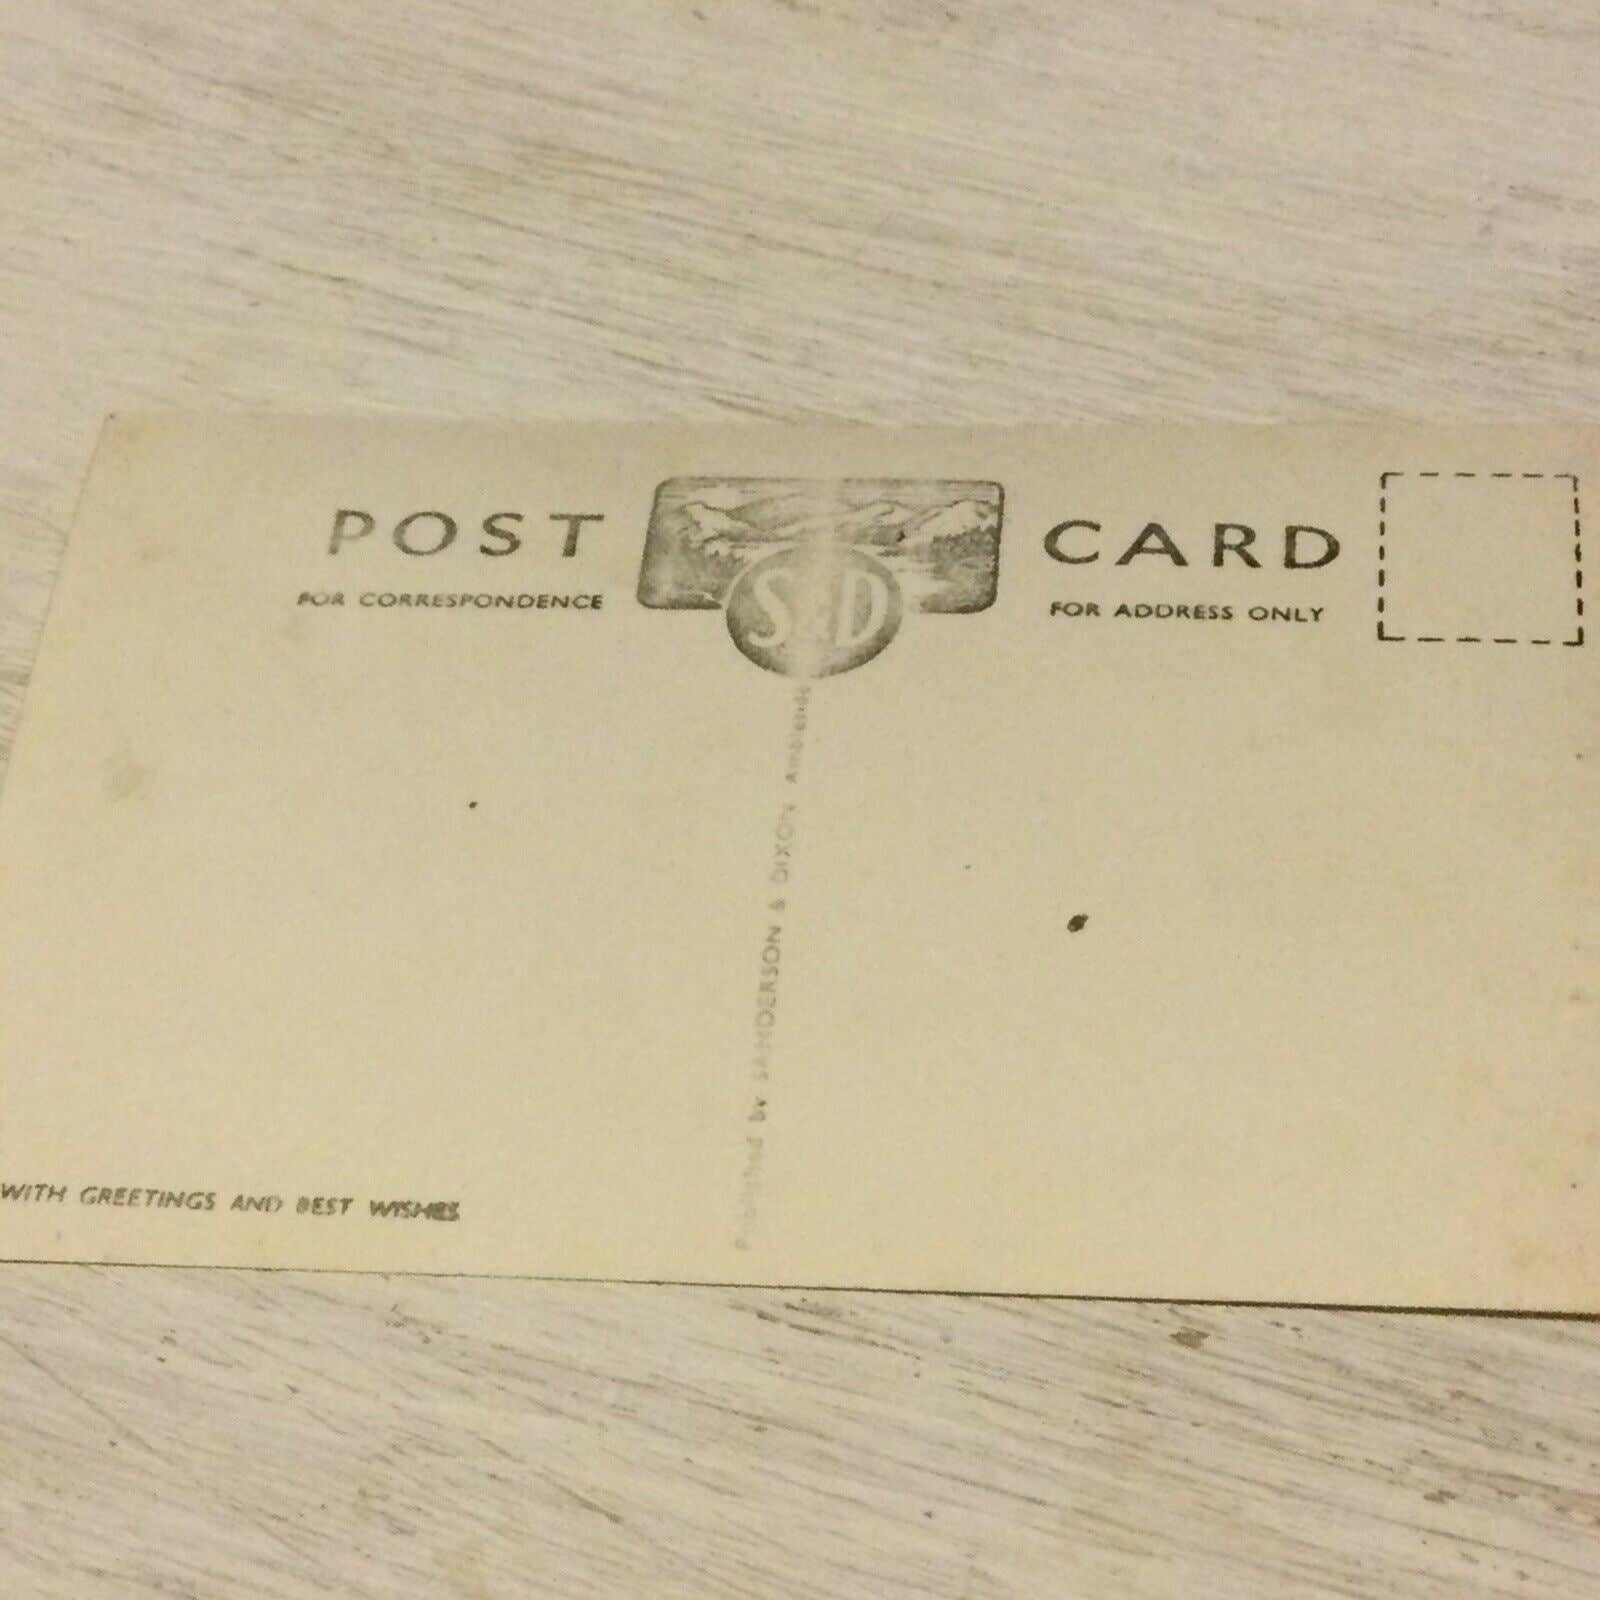 POST CARD
FOR CORRESPONDENCE
FOR ADDRESS ONLY
S&D
Published by SANDERSON & DIXON Ambleside
WITH GREETINGS AND BEST WISHES